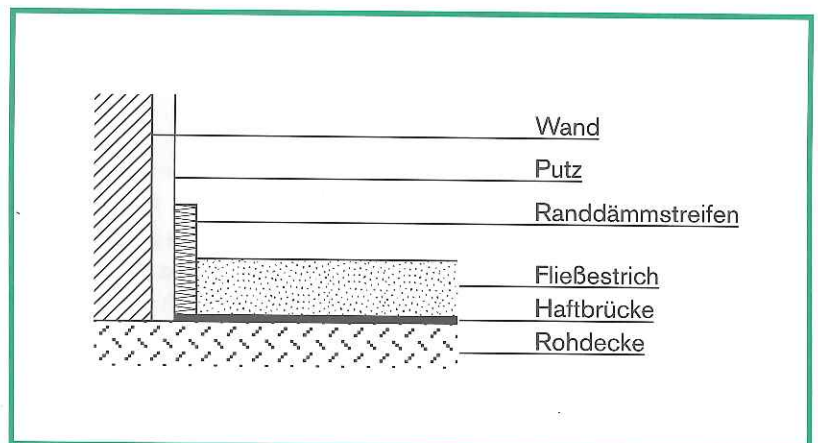 Wand
Putz
Randdämmstreifen
Fließestrich
Haftbrücke
Rohdecke